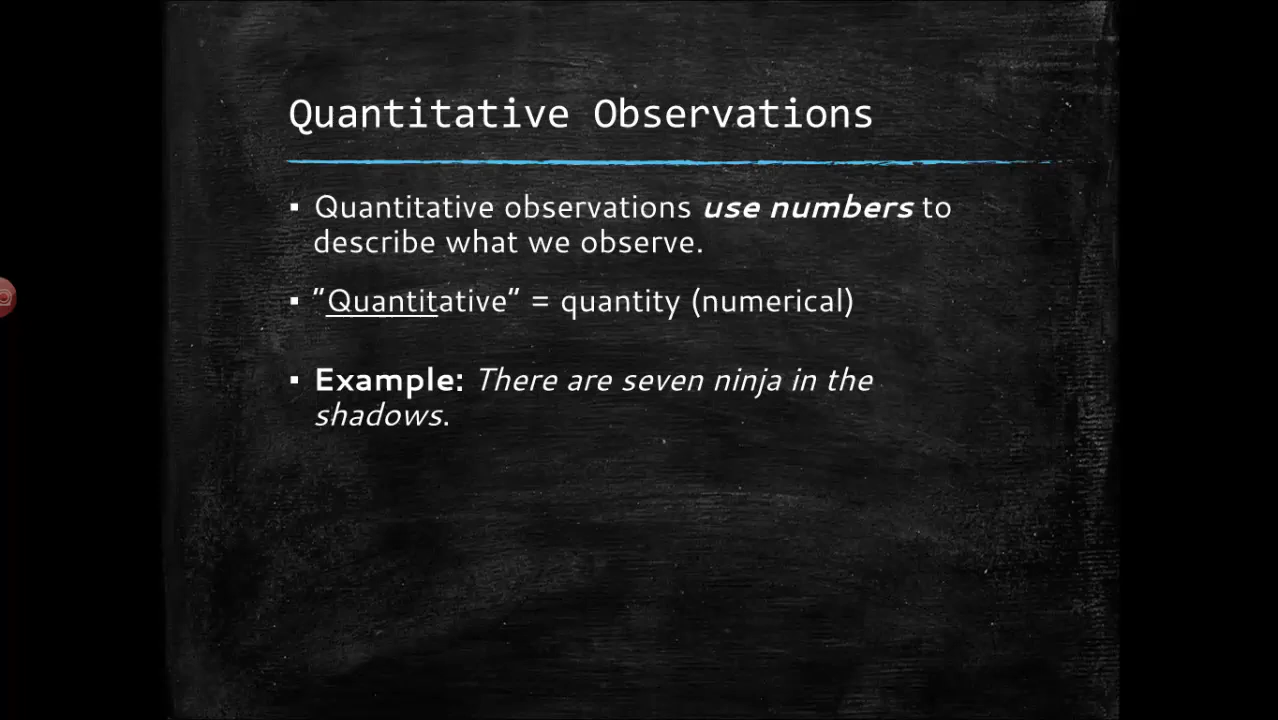 Quantitative Observations
▪ Quantitative observations use numbers to
describe what we observe.
▪ "Quantitative" = quantity (numerical)
▪ Example: There are seven ninja in the
shadows.